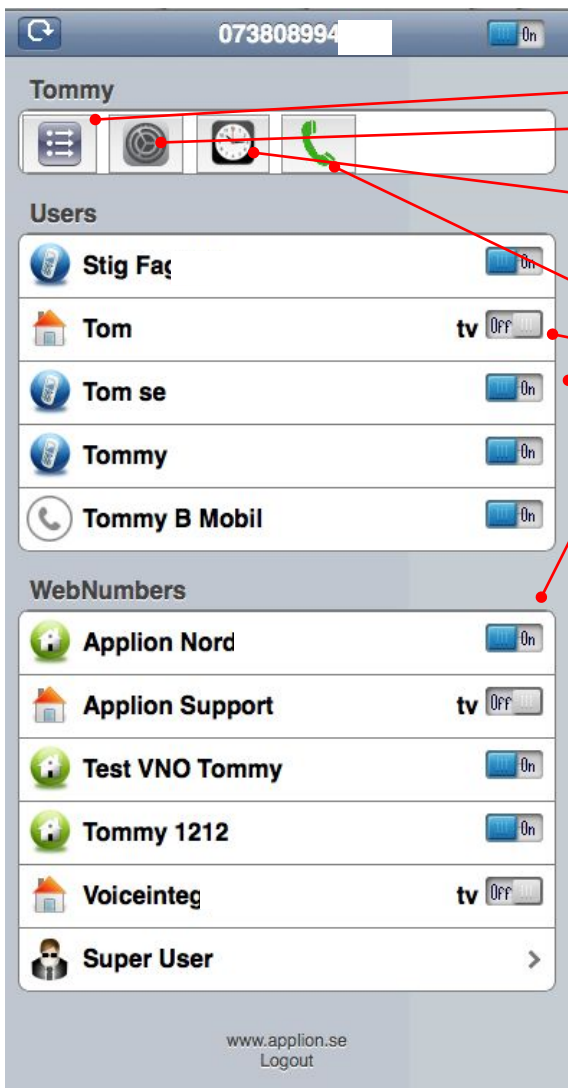 073808994
On
Tommy
Users
Stig Fag
On
Tom
tv Off
Tom se
On
Tommy
On
Tommy B Mobil
On
WebNumbers
Applion Nord
On
Applion Support
tv Off
Test VNO Tommy
On
Tommy 1212
On
Voiceinteg
tv Off
Super User
www.applion.se
Logout